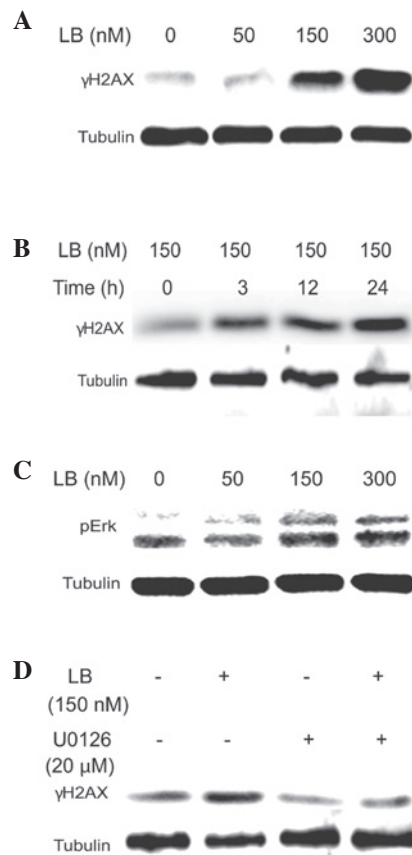 A
LB (nM) 0 50 150 300
γH2AX
Tubulin
B
LB (nM) 150 150 150 150
Time (h) 0 3 12 24
γH2AX
Tubulin
C
LB (nM) 0 50 150 300
pErk
Tubulin
D
LB - + - +
(150 nM)
U0126 - - + +
(20 μM)
γH2AX
Tubulin